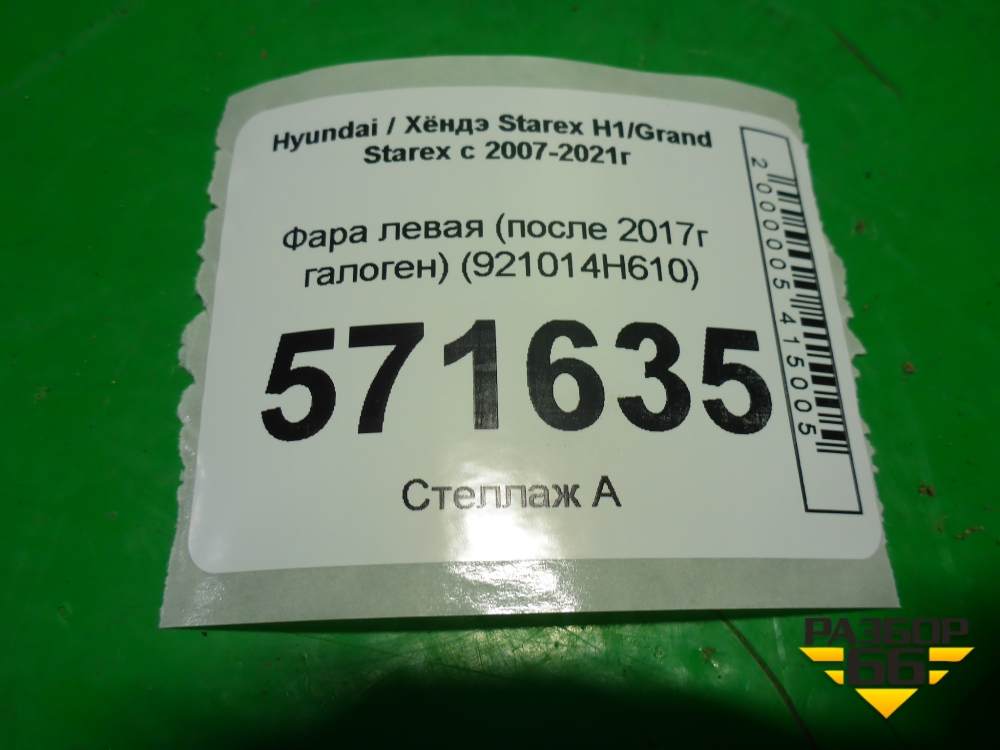 Hyundai / Хёндэ Starex H1/Grand
Starex с 2007-2021г
Фара левая (после 2017г
галоген) (921014H610)
571635
Стеллаж А
2000005415005
РАЗБОР
66